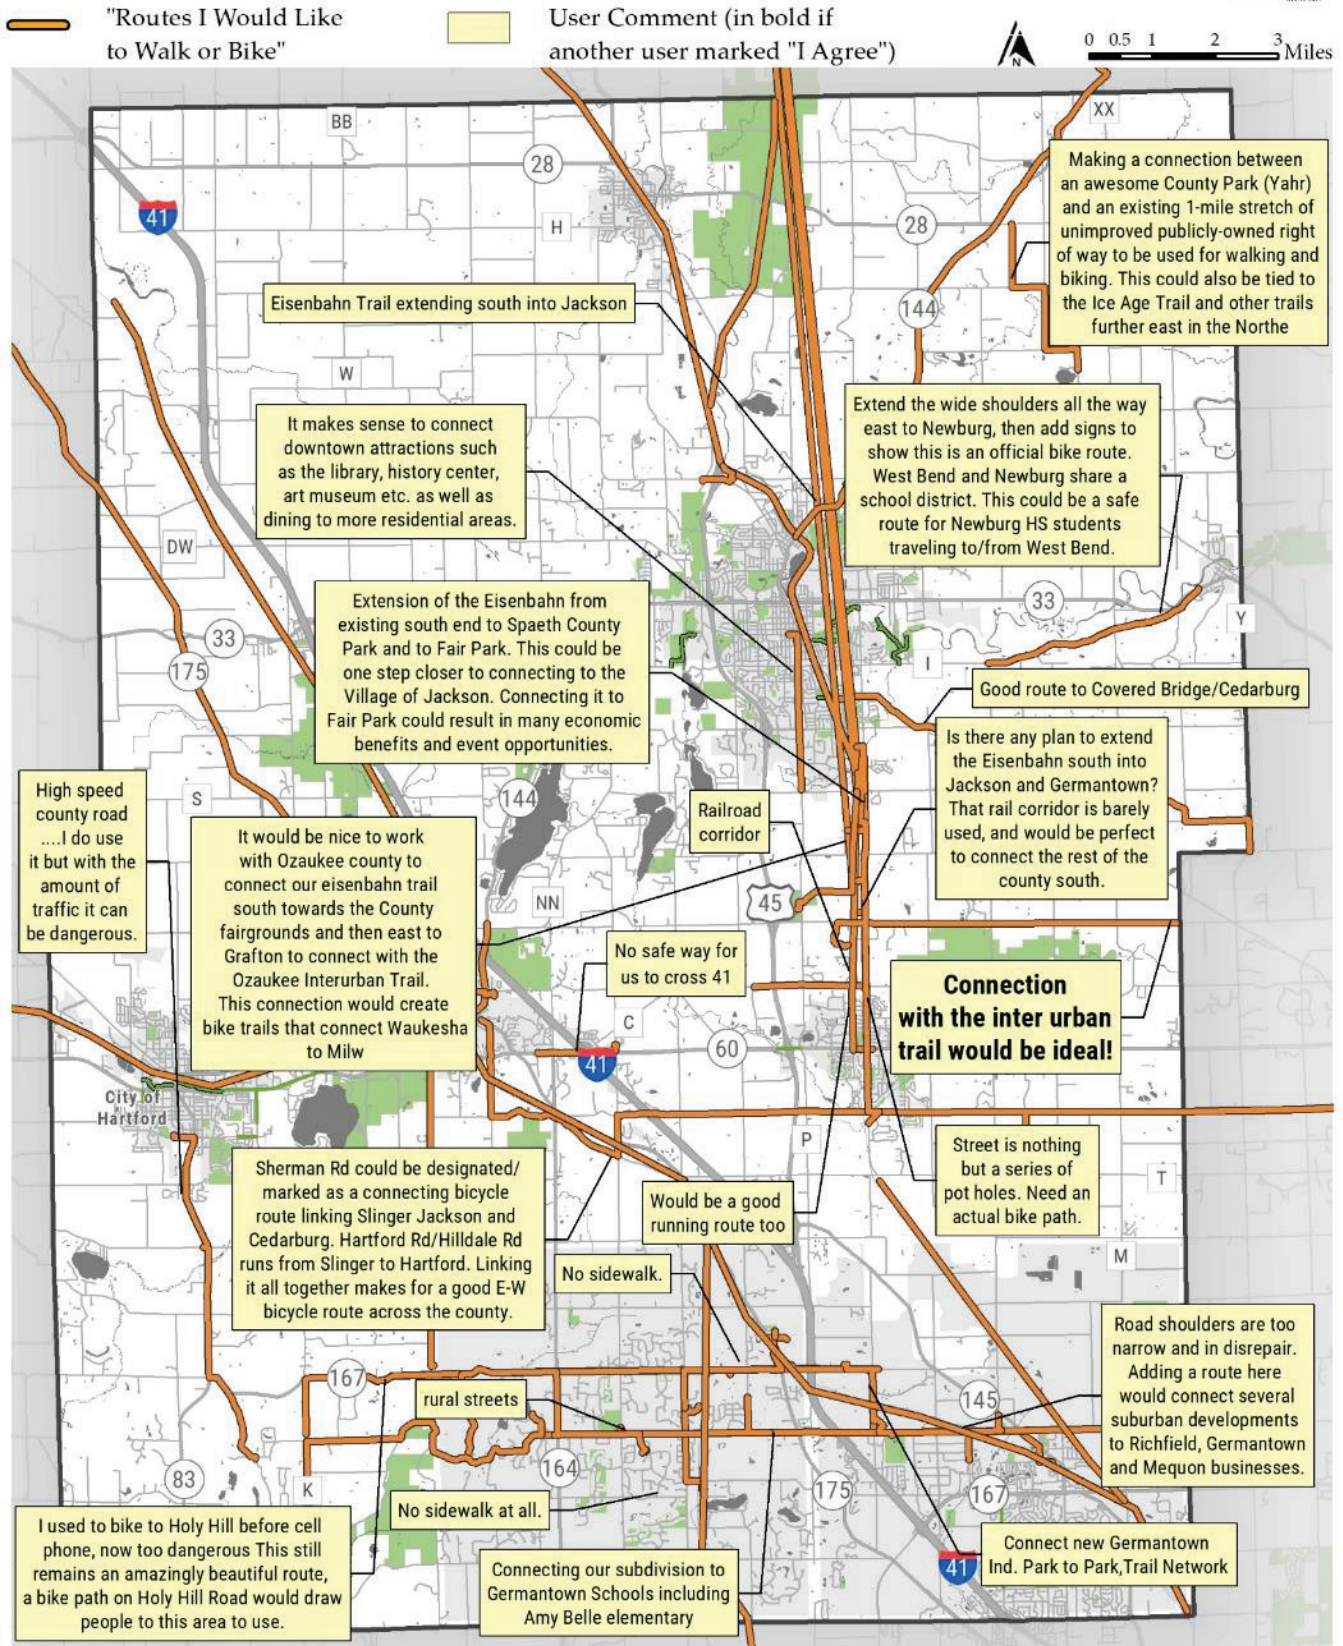 "Routes I Would Like
to Walk or Bike"
User Comment (in bold if
another user marked "I Agree")
N
0 0.5 1 2 3 Miles
BB
XX
28
41
H
28
144
Making a connection between
an awesome County Park (Yahr)
and an existing 1-mile stretch of
unimproved publicly-owned right
of way to be used for walking and
biking. This could also be tied to
the Ice Age Trail and other trails
further east in the Northe
Eisenbahn Trail extending south into Jackson
W
It makes sense to connect
downtown attractions such
as the library, history center,
art museum etc. as well as
dining to more residential areas.
Extend the wide shoulders all the way
east to Newburg, then add signs to
show this is an official bike route.
West Bend and Newburg share a
school district. This could be a safe
route for Newburg HS students
traveling to/from West Bend.
DW
33
Y
33
175
I
Extension of the Eisenbahn from
existing south end to Spaeth County
Park and to Fair Park. This could be
one step closer to connecting to the
Village of Jackson. Connecting it to
Fair Park could result in many economic
benefits and event opportunities.
Good route to Covered Bridge/Cedarburg
Is there any plan to extend
the Eisenbahn south into
Jackson and Germantown?
That rail corridor is barely
used, and would be perfect
to connect the rest of the
county south.
High speed
county road
....I do use
it but with the
amount of
traffic it can
be dangerous.
S
144
Railroad
corridor
It would be nice to work
with Ozaukee county to
connect our eisenbahn trail
south towards the County
fairgrounds and then east to
Grafton to connect with the
Ozaukee Interurban Trail.
This connection would create
bike trails that connect Waukesha
to Milw
NN
45
No safe way for
us to cross 41
Connection
with the inter urban
trail would be ideal!
C
60
41
City of
Hartford
P
Street is nothing
but a series of
pot holes. Need an
actual bike path.
T
Sherman Rd could be designated/
marked as a connecting bicycle
route linking Slinger Jackson and
Cedarburg. Hartford Rd/Hilldale Rd
runs from Slinger to Hartford. Linking
it all together makes for a good E-W
bicycle route across the county.
Would be a good
running route too
M
No sidewalk.
Road shoulders are too
narrow and in disrepair.
Adding a route here
would connect several
suburban developments
to Richfield, Germantown
and Mequon businesses.
167
rural streets
145
83
K
164
175
167
No sidewalk at all.
I used to bike to Holy Hill before cell
phone, now too dangerous This still
remains an amazingly beautiful route,
a bike path on Holy Hill Road would draw
people to this area to use.
Connecting our subdivision to
Germantown Schools including
Amy Belle elementary
41
Connect new Germantown
Ind. Park to Park,Trail Network